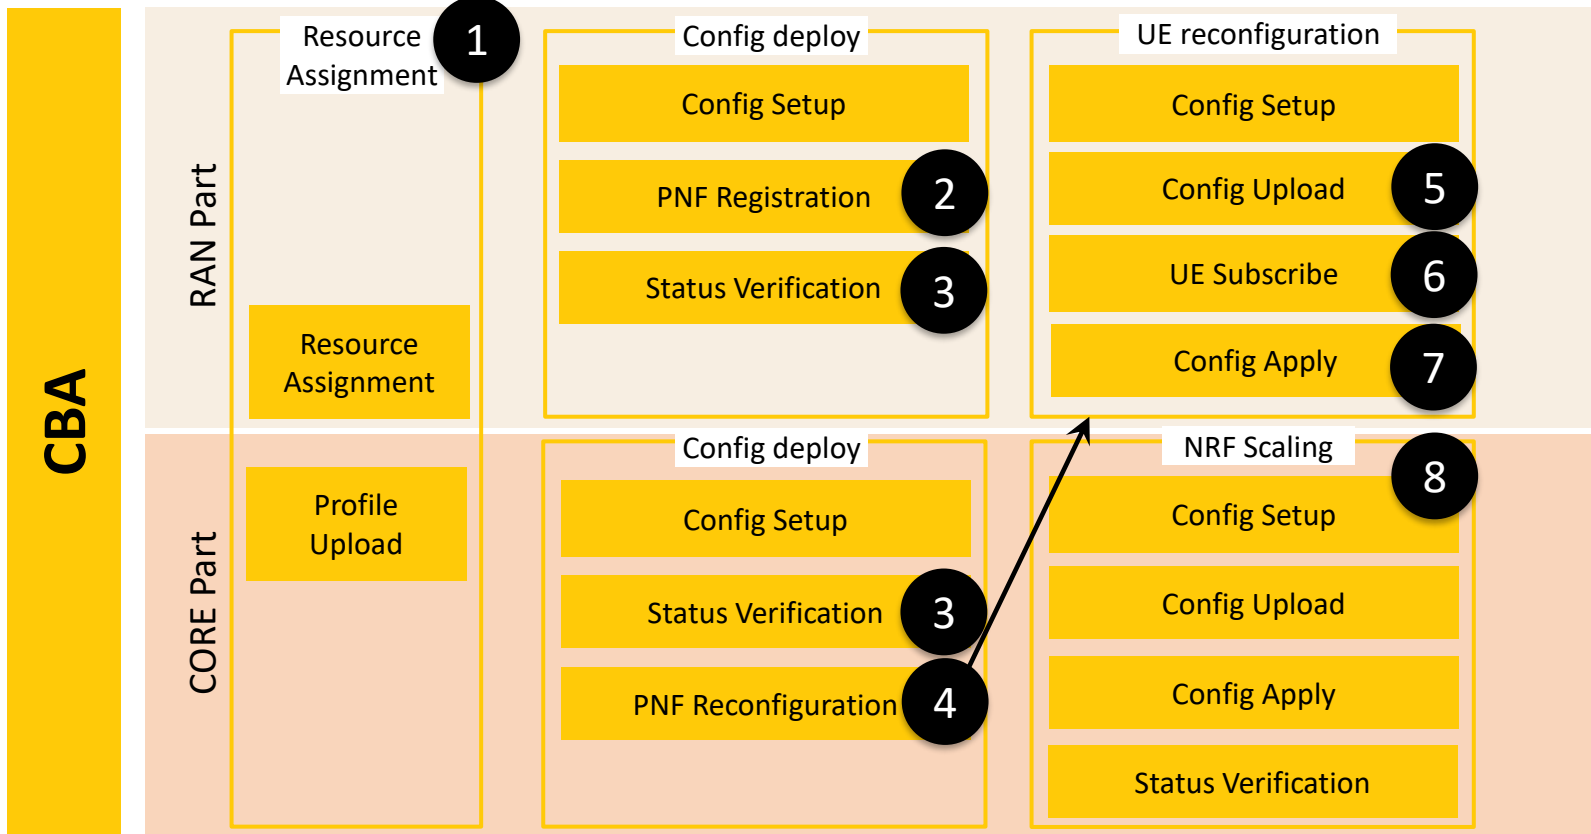 CBA
RAN Part
Resource
Assignment
1
Resource
Assignment
Config deploy
Config Setup
PNF Registration
2
Status Verification
3
UE reconfiguration
Config Setup
Config Upload
5
UE Subscribe
6
Config Apply
7
CORE Part
Profile
Upload
Config deploy
Config Setup
Status Verification
3
PNF Reconfiguration
4
NRF Scaling
8
Config Setup
Config Upload
Config Apply
Status Verification